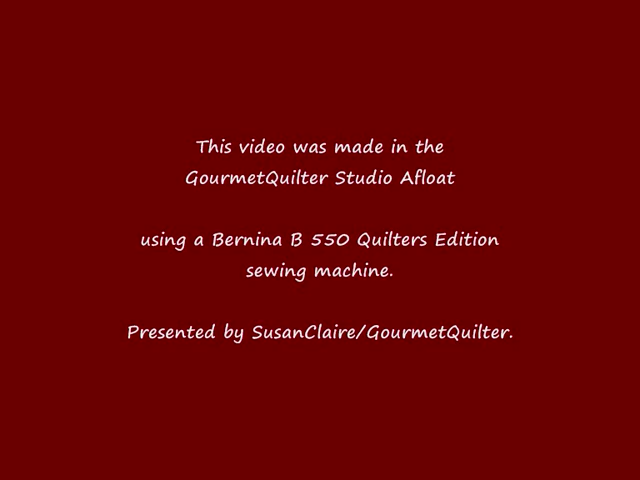 This video was made in the
GourmetQuilter Studio Afloat
using a Bernina B 550 Quilters Edition
sewing machine.
Presented by SusanClaire/GourmetQuilter.